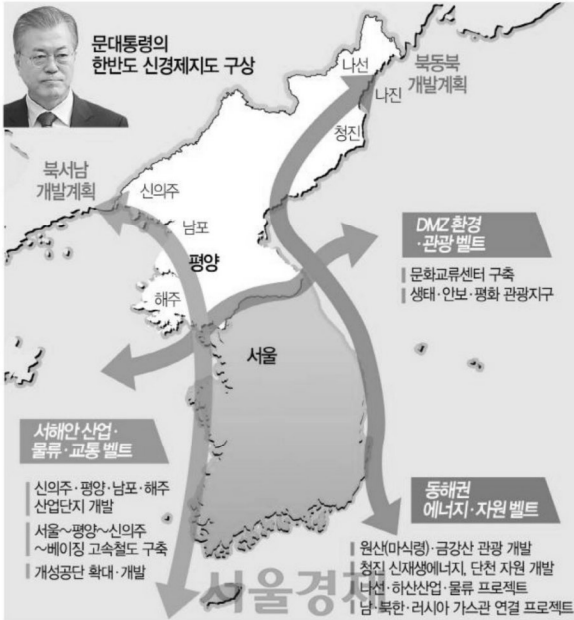 문대통령의
한반도 신경제지도 구상
나선
북동북
개발계획
나진
청진
북서남
개발계획
신의주
남포
평양
해주
DMZ 환경
·관광 벨트
문화교류센터 구축
생태·안보·평화 관광지구
서울
서해안 산업·
물류·교통 벨트
신의주·평양·남포·해주
산업단지 개발
서울~평양~신의주
~베이징 고속철도 구축
개성공단 확대·개발
동해권
에너지·자원 벨트
원산(마식령)·금강산 관광 개발
청진 신재생에너지, 단천 자원 개발
나선·하산산업·물류 프로젝트
남·북한·러시아 가스관 연결 프로젝트
서울경제